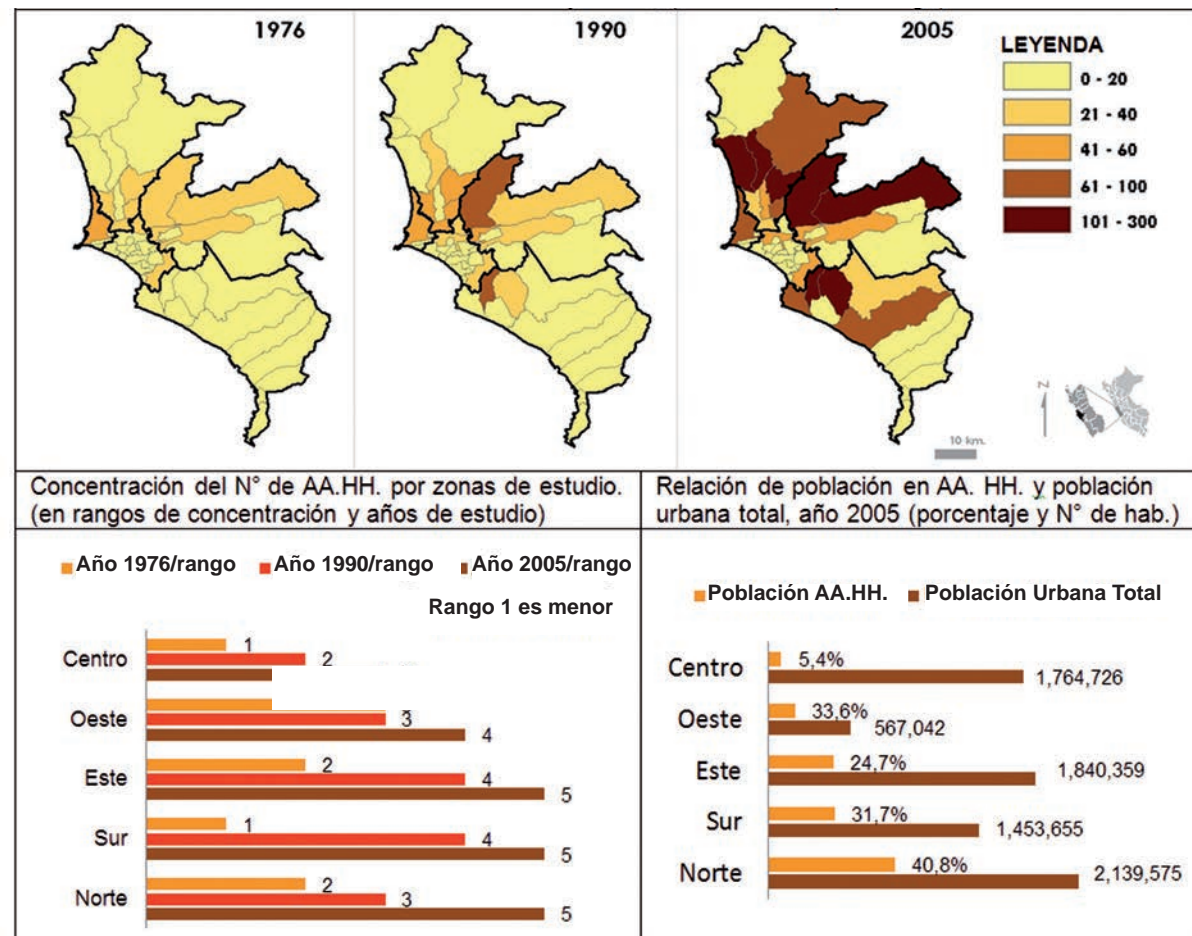 1976
1990
2005
LEYENDA
0 - 20
21 - 40
41 - 60
61 - 100
101 - 300
N
10 km.
Concentración del N° de AA.HH. por zonas de estudio.
(en rangos de concentración y años de estudio)
Año 1976/rango Año 1990/rango Año 2005/rango
Rango 1 es menor
Centro
1
2
Oeste
3
4
Este
2
4
5
Sur
1
4
5
Norte
2
3
5
Relación de población en AA. HH. y población
urbana total, año 2005 (porcentaje y N° de hab.)
Población AA.HH. Población Urbana Total
Centro
5,4%
1,764,726
Oeste
33,6%
567,042
Este
24,7%
1,840,359
Sur
31,7%
1,453,655
Norte
40,8%
2,139,575